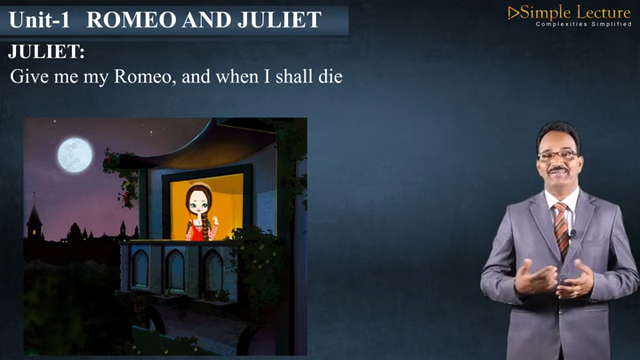 Unit-1 ROMEO AND JULIET
Simple Lecture
Complexities Simplified
JULIET:
Give me my Romeo, and when I shall die